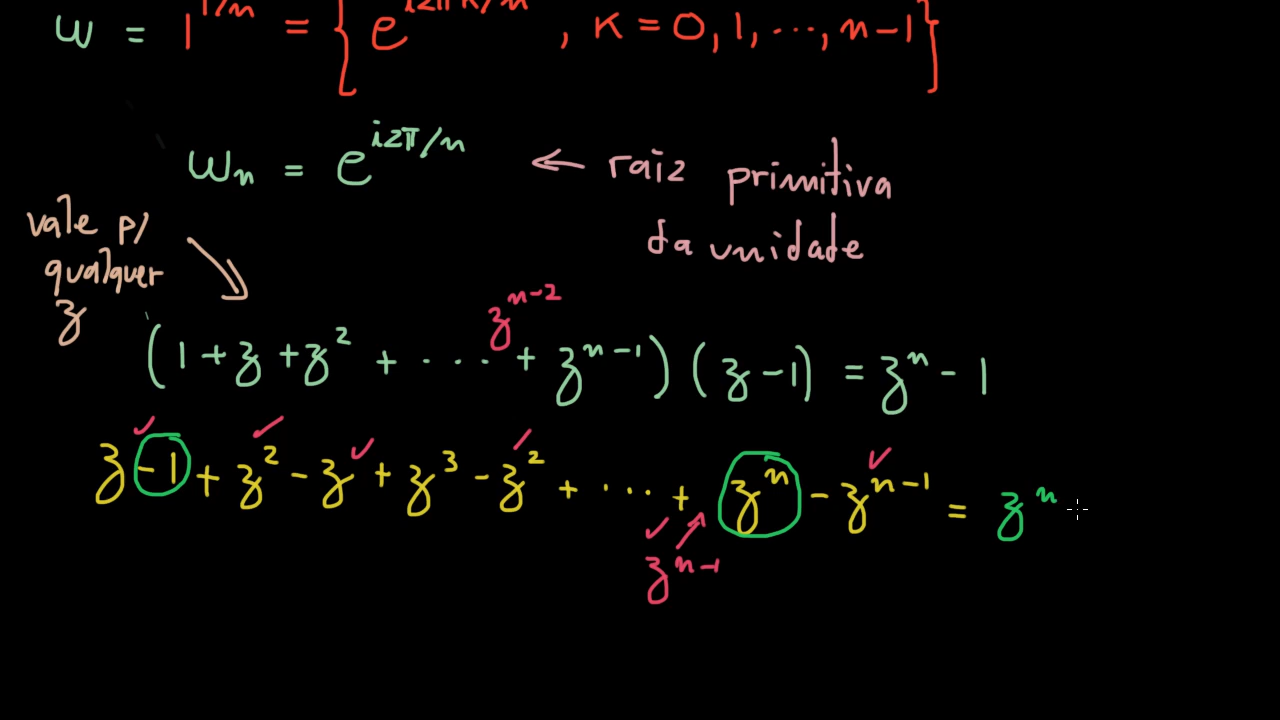 w = 1^{1/n} = { e^{i2πk/n} , k = 0, 1, ..., n-1 }
w_n = e^{i2π/n} ← raiz primitiva
da unidade
vale p/
qualquer
z
z^{n-2}
(1 + z + z^2 + ... + z^{n-1}) (z - 1) = z^n - 1
z - 1 + z^2 - z + z^3 - z^2 + ... + z^n - z^{n-1} = z^n
z^{n-1}